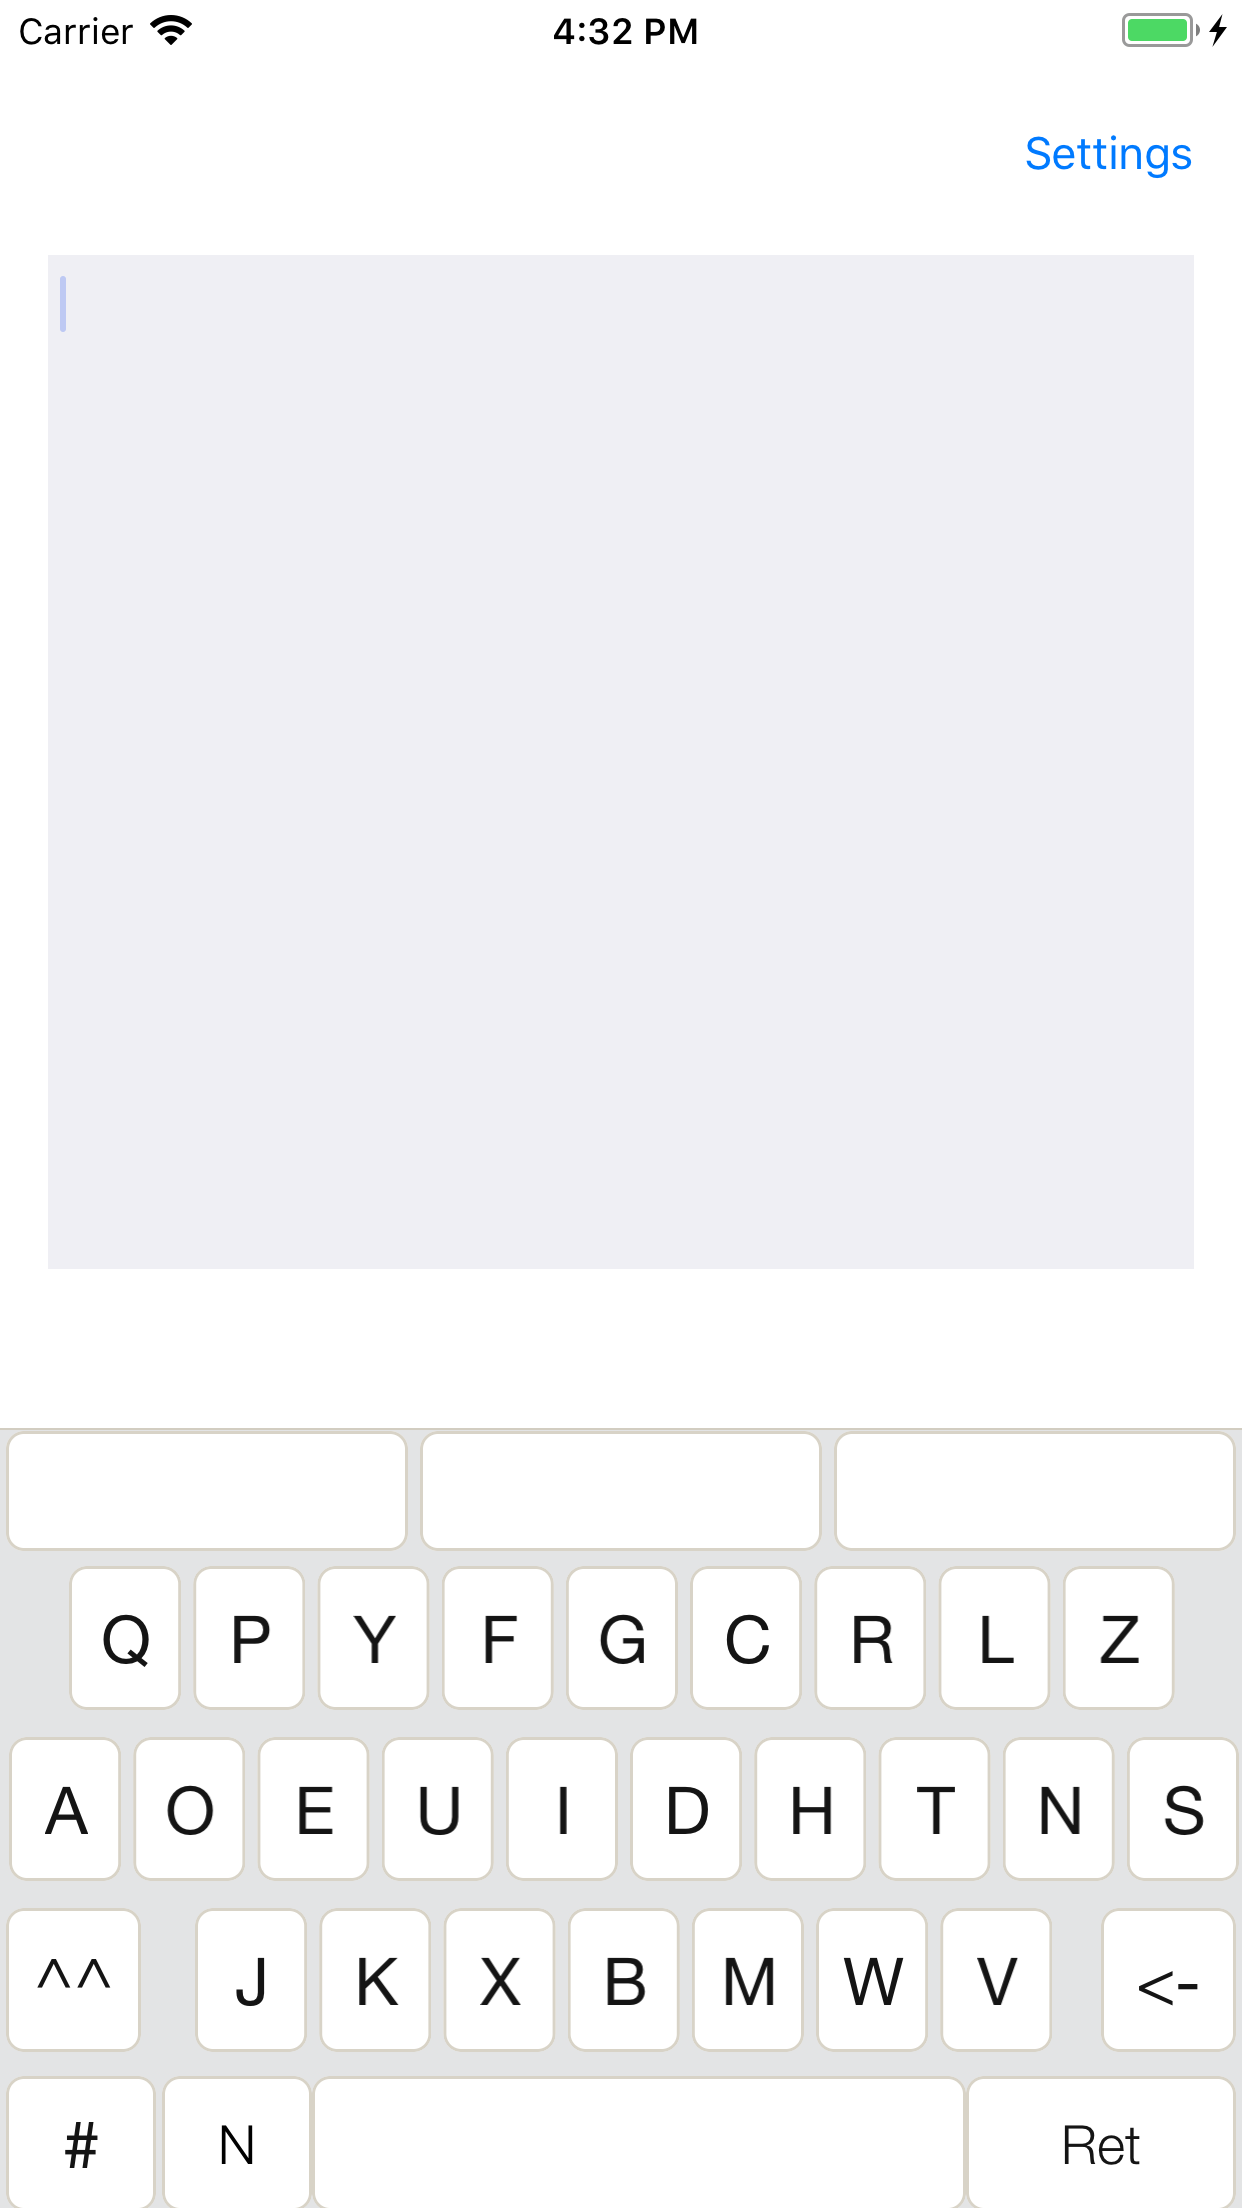 Carrier 4:32 PM
Settings
Q P Y F G C R L Z
A O E U I D H T N S
^^ J K X B M W V <-
# N Ret